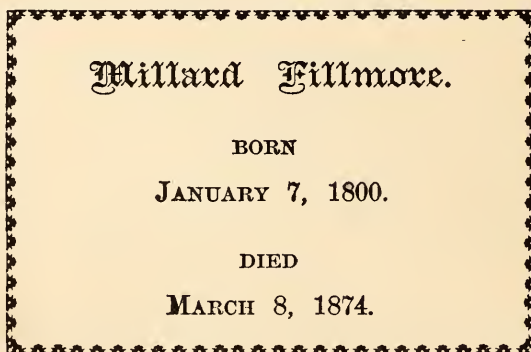 Millard Fillmore.
BORN
JANUARY 7, 1800.
DIED
MARCH 8, 1874.